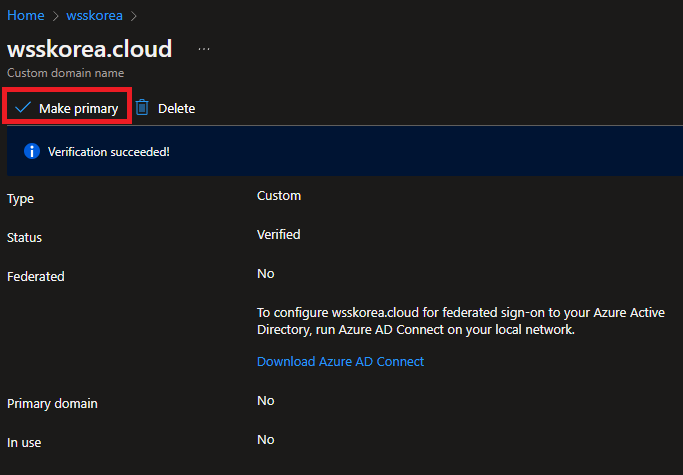 Home > wsskorea >
wsskorea.cloud ...
Custom domain name
Make primary Delete
Verification succeeded!
Type Custom
Status Verified
Federated No
To configure wsskorea.cloud for federated sign-on to your Azure Active
Directory, run Azure AD Connect on your local network.
Download Azure AD Connect
Primary domain No
In use No